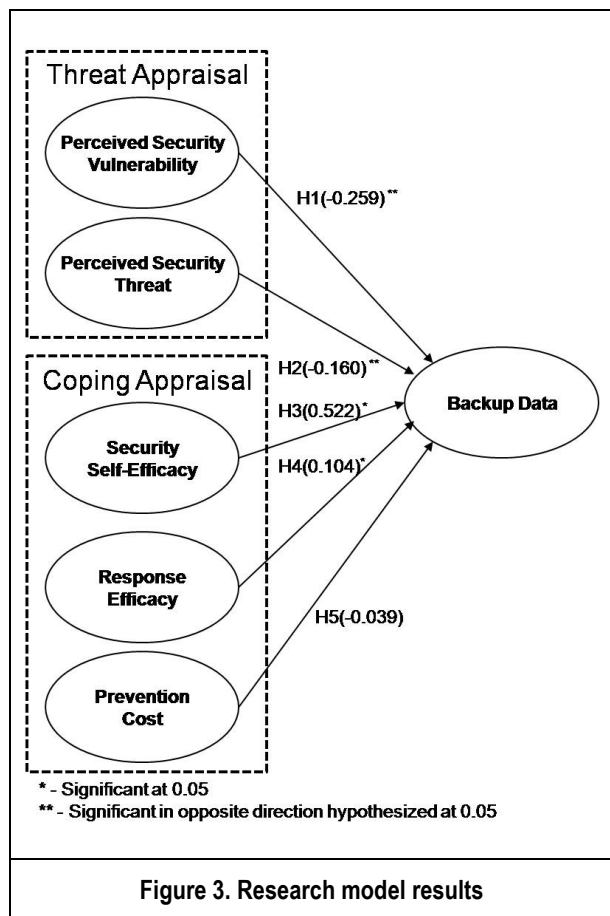 Threat Appraisal
Perceived Security
Vulnerability
H1(-0.259)**
Perceived Security
Threat
H2(-0.160)**
Coping Appraisal
H3(0.522)*
Backup Data
Security
Self-Efficacy
H4(0.104)*
Response
Efficacy
H5(-0.039)
Prevention
Cost
* - Significant at 0.05
** - Significant in opposite direction hypothesized at 0.05
Figure 3. Research model results